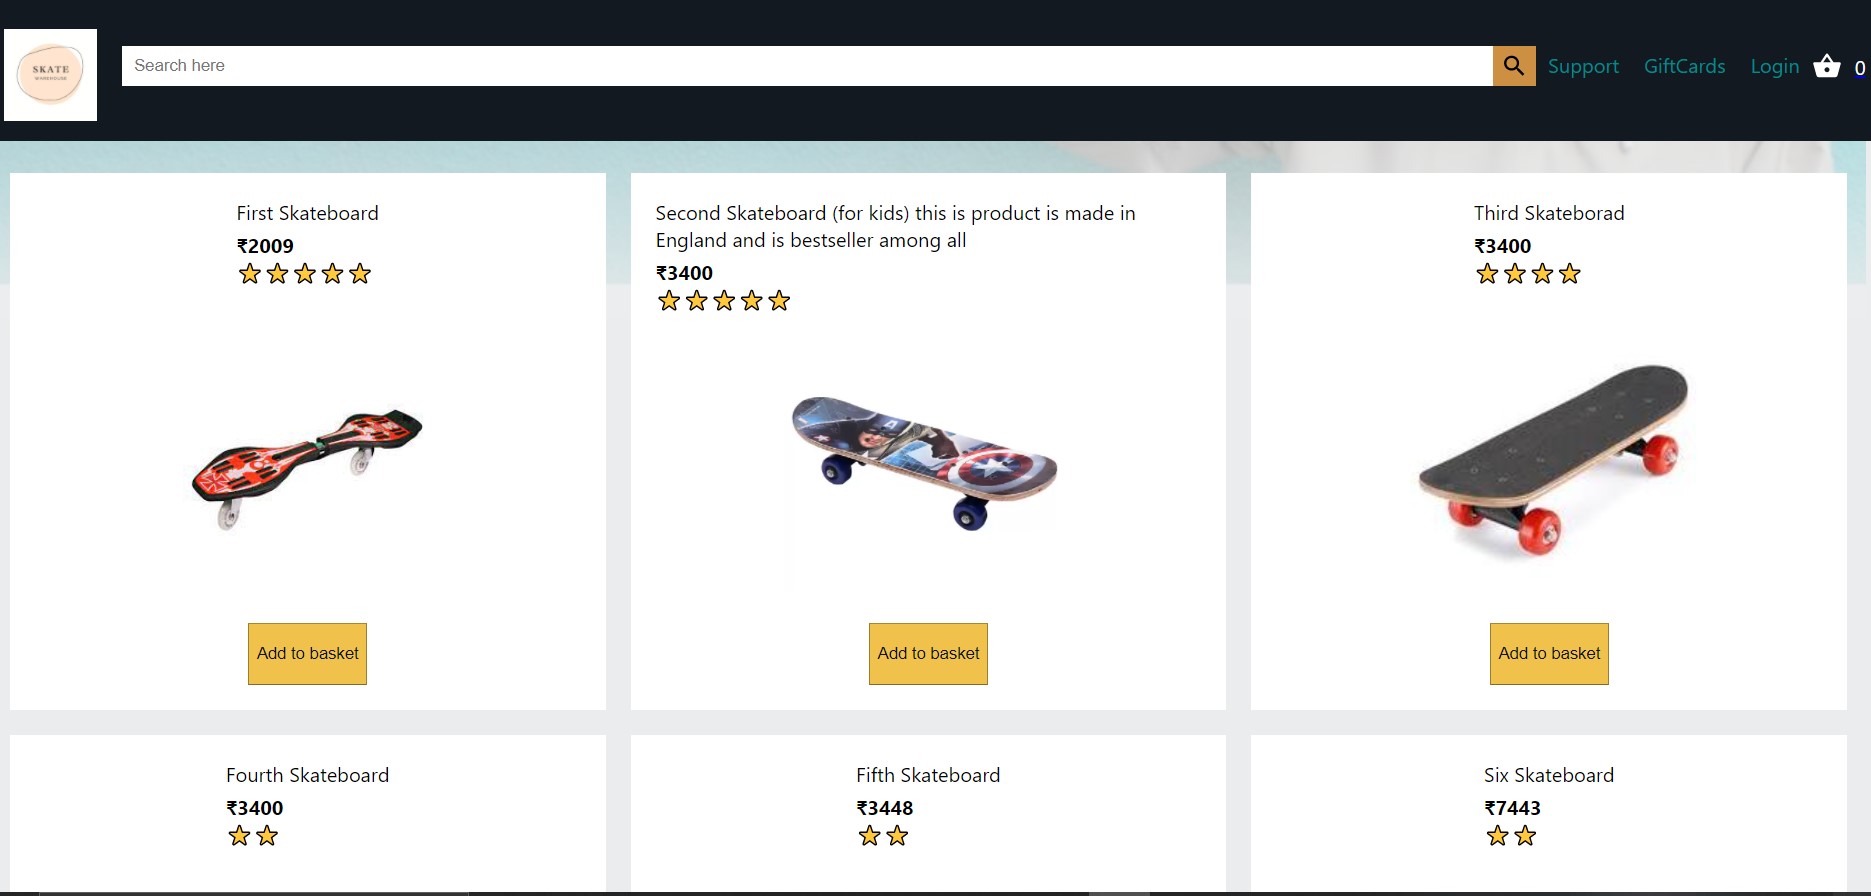 SKATE
WAREHOUSE
Search here
Support
GiftCards
Login
0
First Skateboard
₹2009
Second Skateboard (for kids) this is product is made in
England and is bestseller among all
₹3400
Third Skateborad
₹3400
Add to basket
Add to basket
Add to basket
Fourth Skateboard
₹3400
Fifth Skateboard
₹3448
Six Skateboard
₹7443